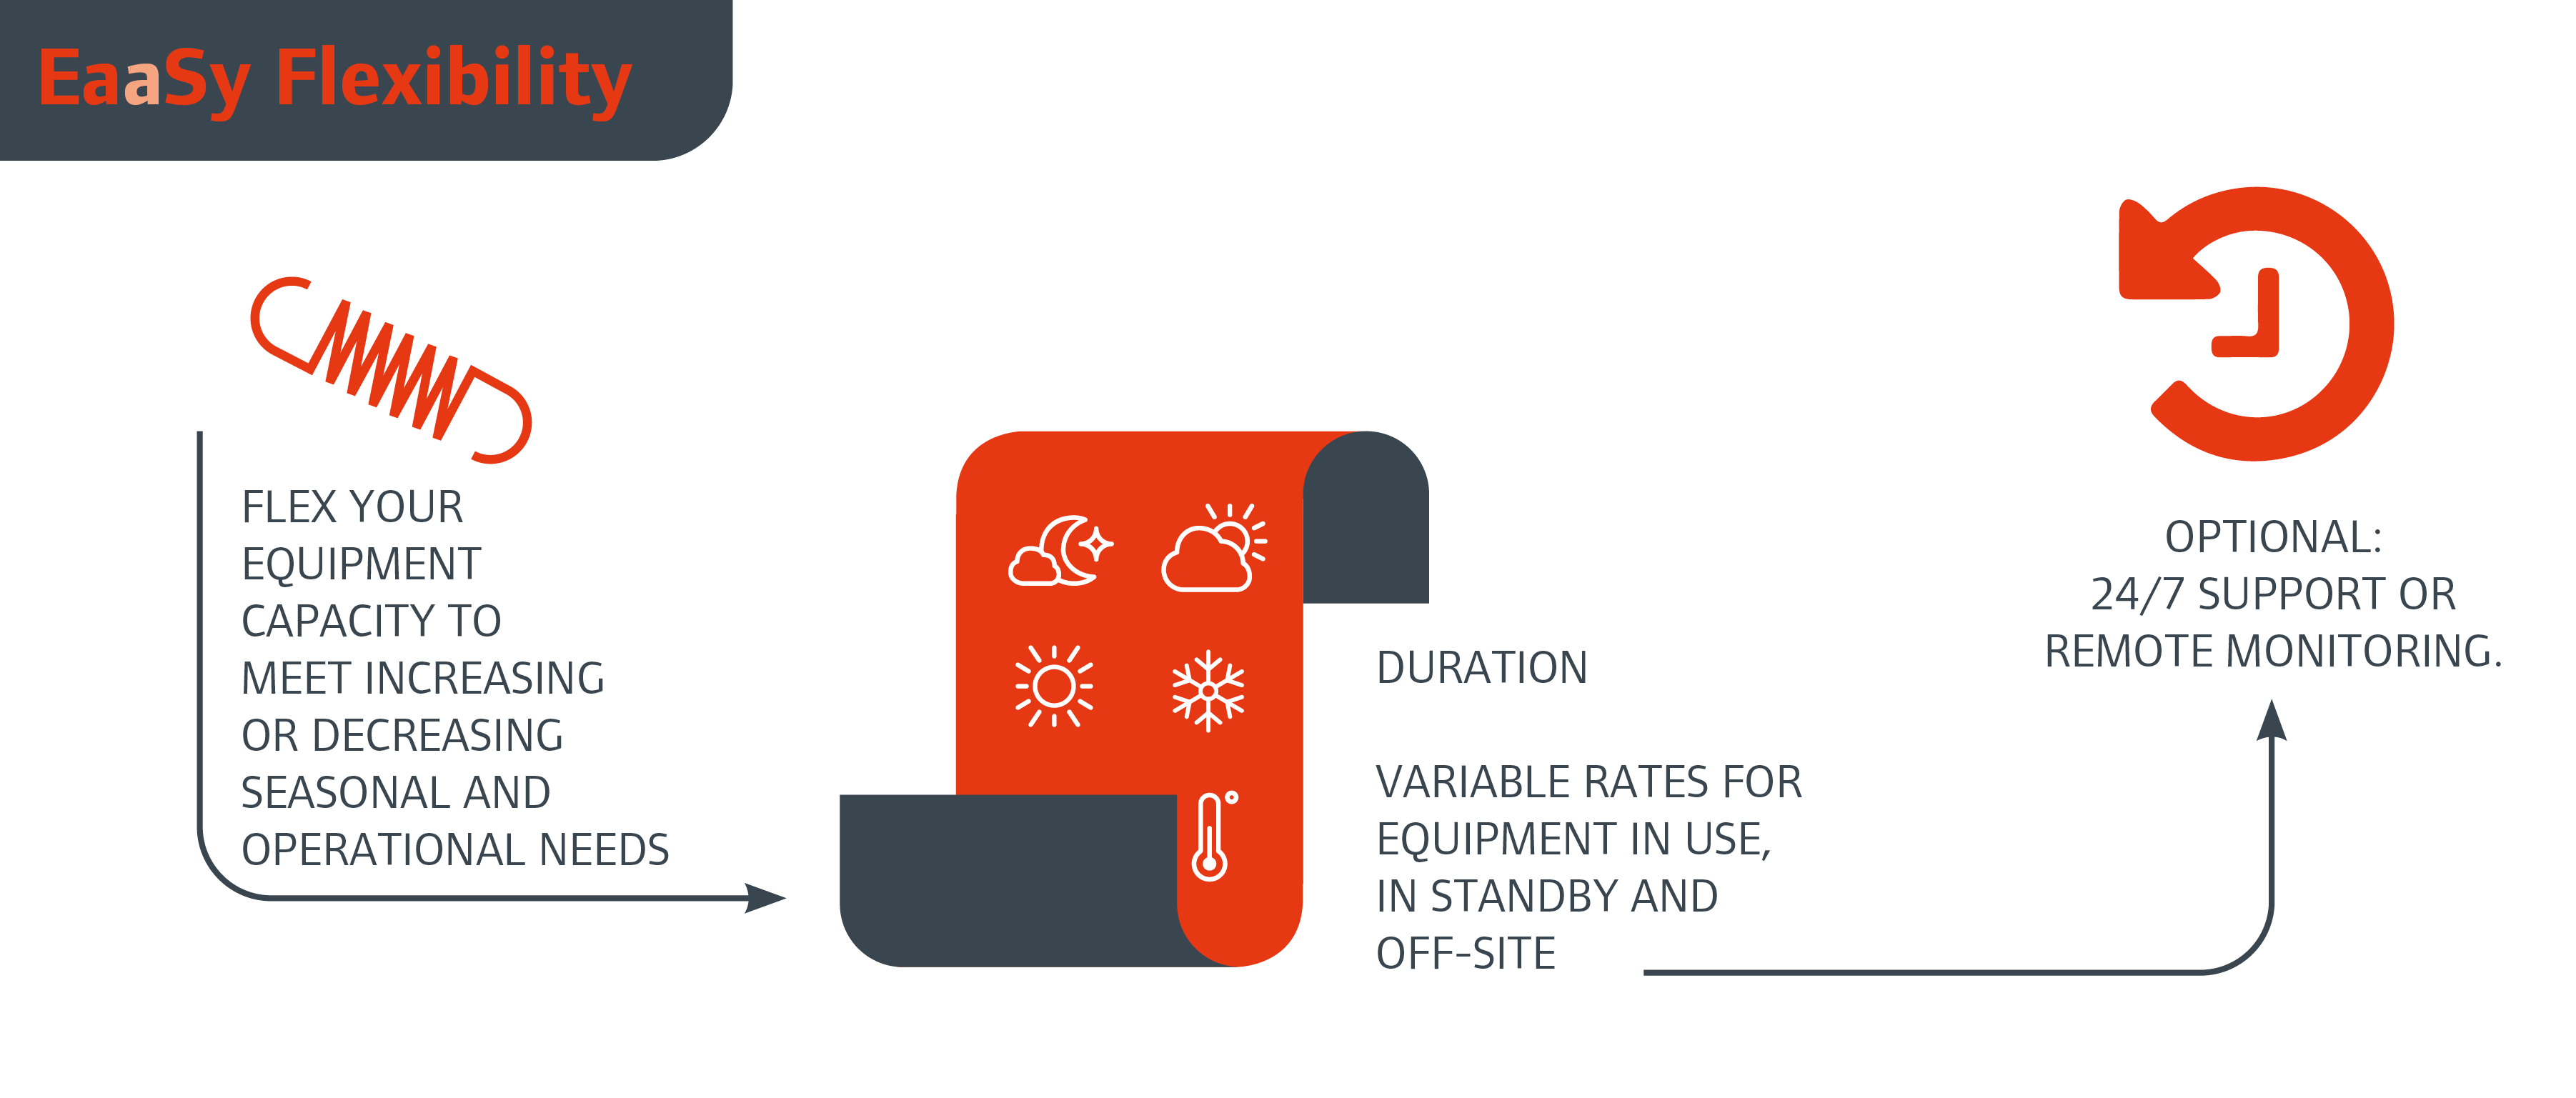 EaaSy Flexibility
FLEX YOUR
EQUIPMENT
CAPACITY TO
MEET INCREASING
OR DECREASING
SEASONAL AND
OPERATIONAL NEEDS
DURATION
VARIABLE RATES FOR
EQUIPMENT IN USE,
IN STANDBY AND
OFF-SITE
OPTIONAL:
24/7 SUPPORT OR
REMOTE MONITORING.